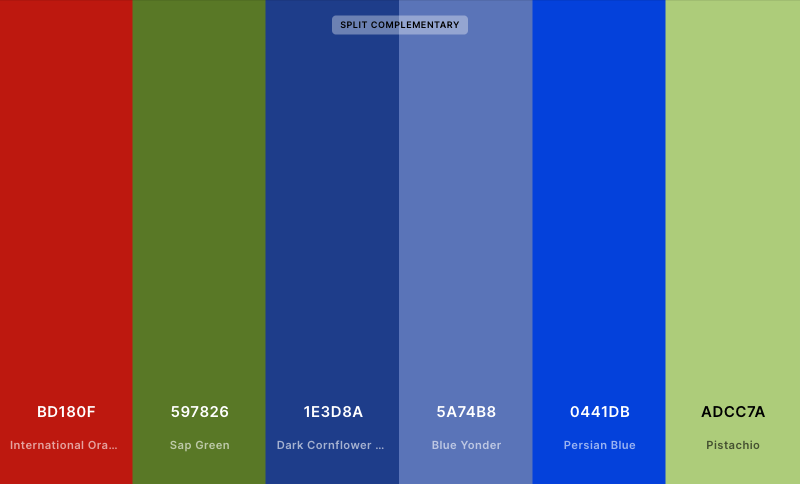 SPLIT COMPLEMENTARY
BD180F
597826
1E3D8A
5A74B8
0441DB
ADCC7A
International Ora...
Sap Green
Dark Cornflower ...
Blue Yonder
Persian Blue
Pistachio